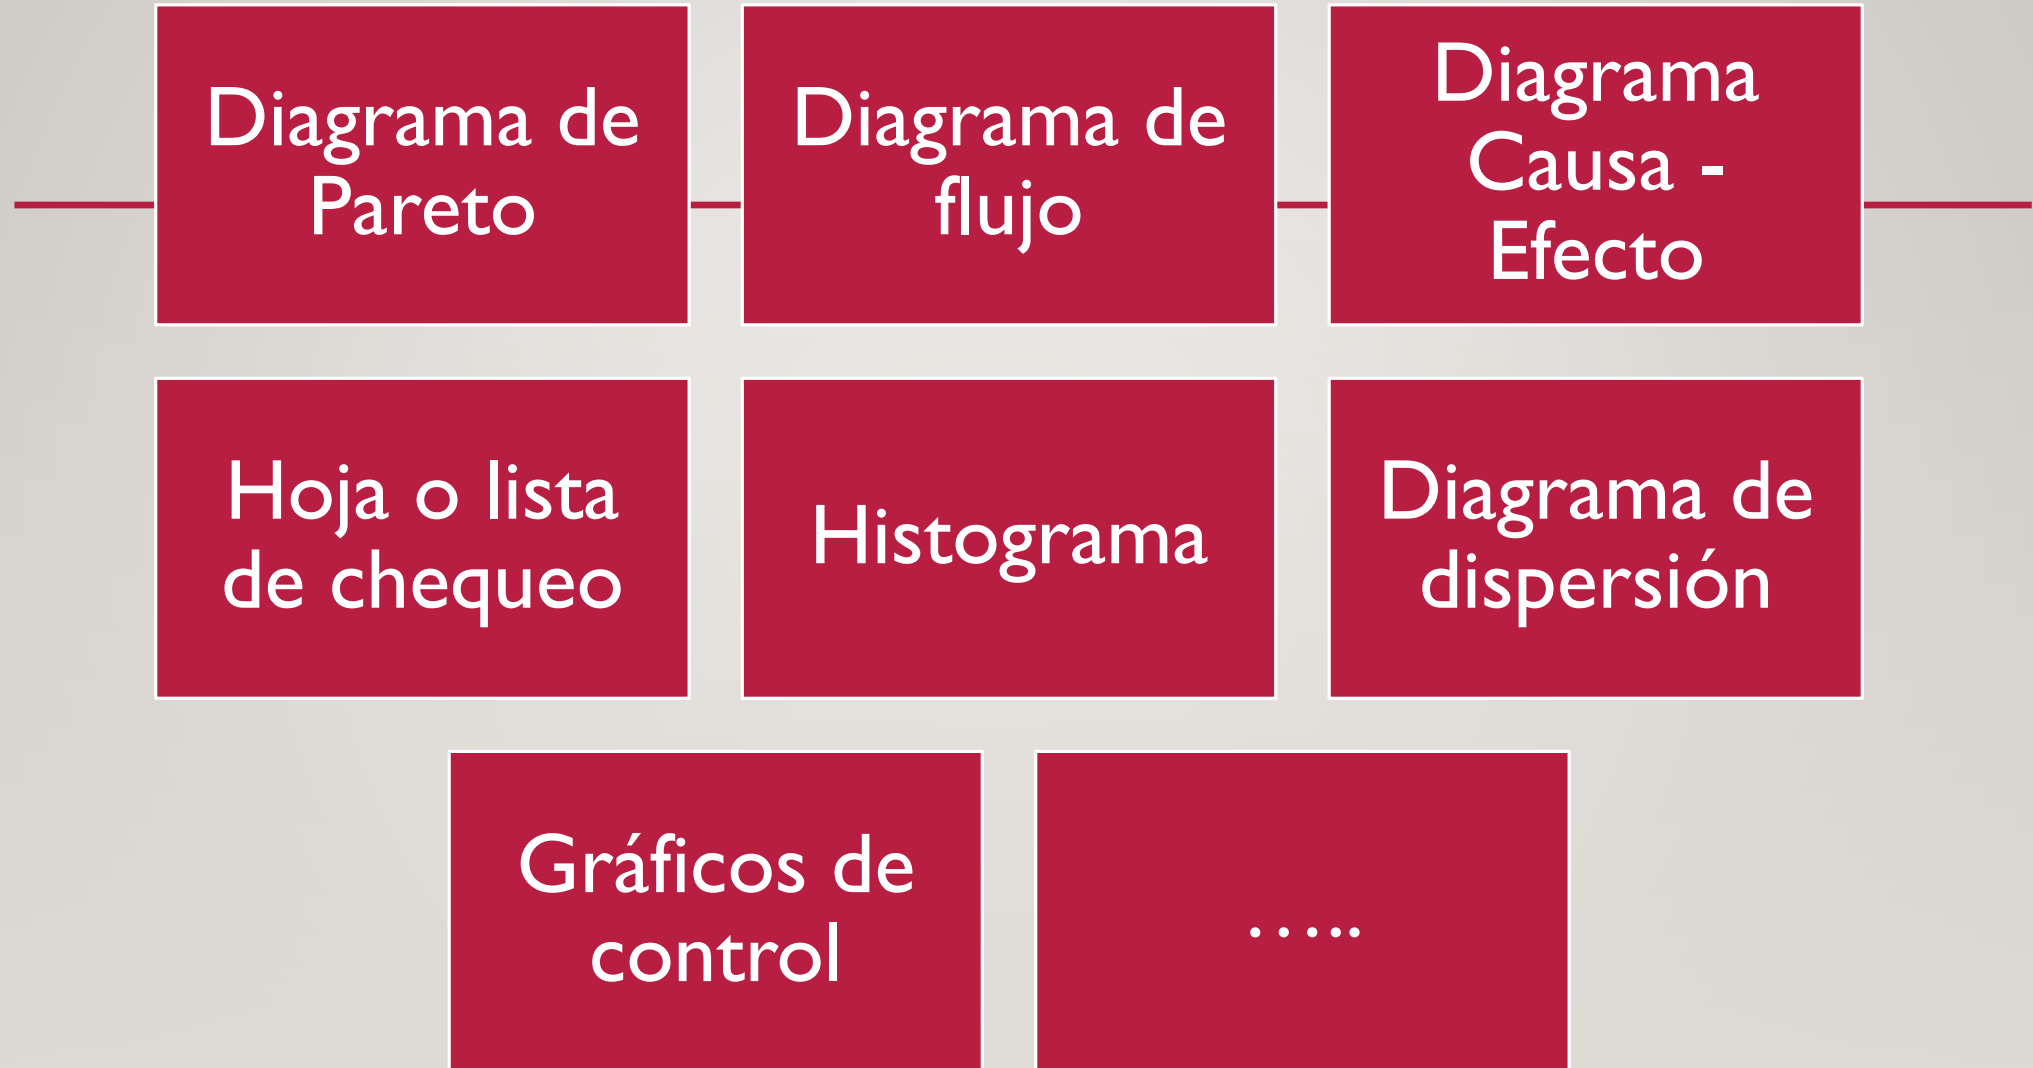 Diagrama de
Pareto
Diagrama de
flujo
Diagrama
Causa -
Efecto
Hoja o lista
de chequeo
Histograma
Diagrama de
dispersión
Gráficos de
control
…..